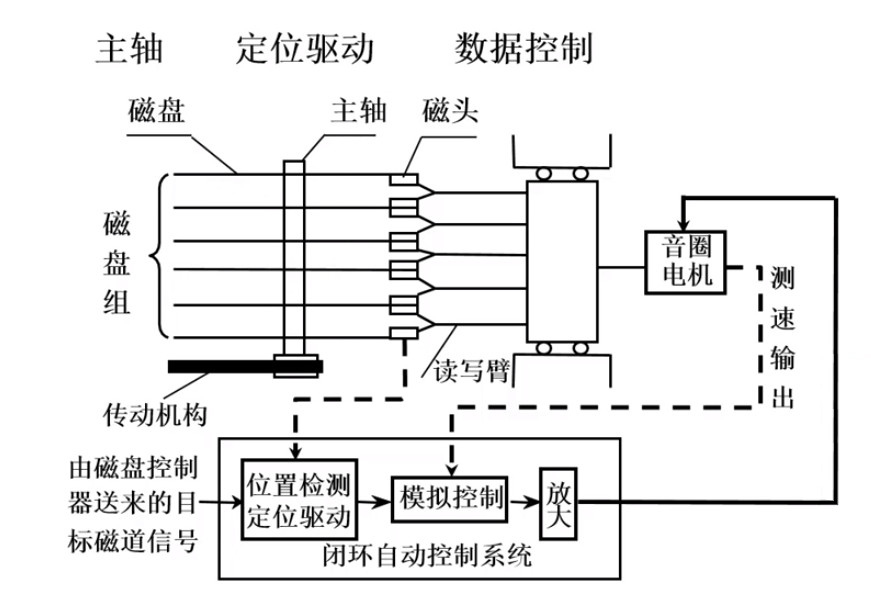 主轴 定位驱动 数据控制
磁盘 主轴 磁头
磁盘组
音圈
电机
测速输出
读写臂
传动机构
由磁盘控制
器送来的目
标磁道信号
位置检测
定位驱动
模拟控制
放大
闭环自动控制系统